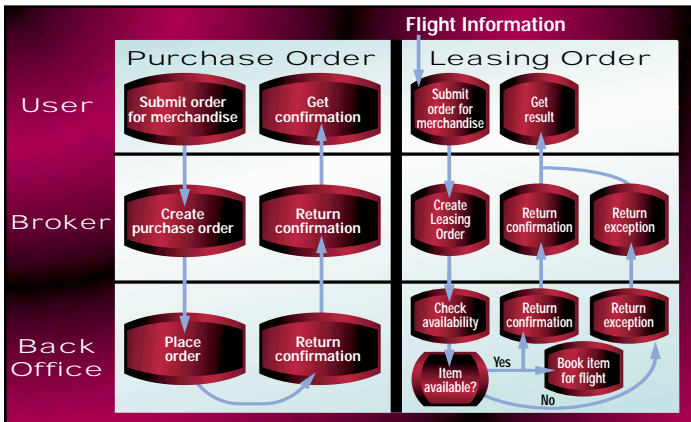 Flight Information
Purchase Order
Leasing Order
User
Submit order
for merchandise
Get
confirmation
Submit
order for
merchandise
Get
result
Broker
Create
purchase order
Return
confirmation
Create
Leasing
Order
Return
confirmation
Return
exception
Back
Office
Place
order
Return
confirmation
Check
availability
Return
confirmation
Return
exception
Item
available?
Yes
Book item
for flight
No